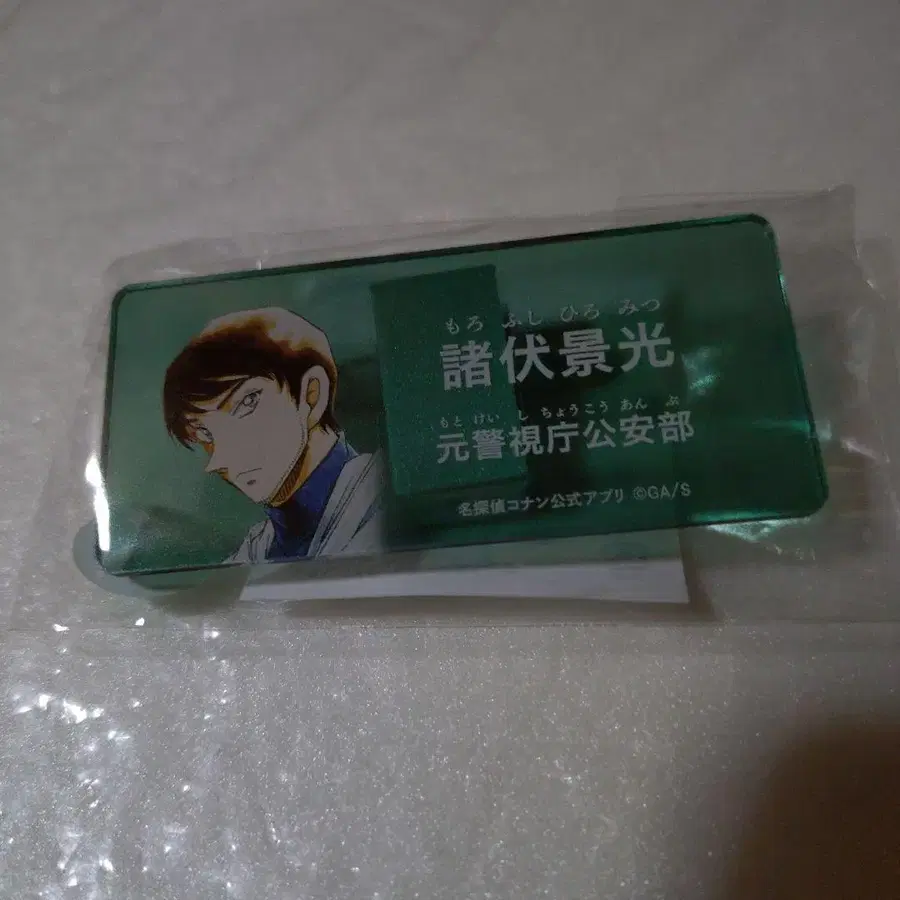 もろ ふし ひろ みつ
諸伏景光
もと けい し ちょうこう あん ぶ
元警視庁公安部
名探偵コナン公式アプリ ©GA/S